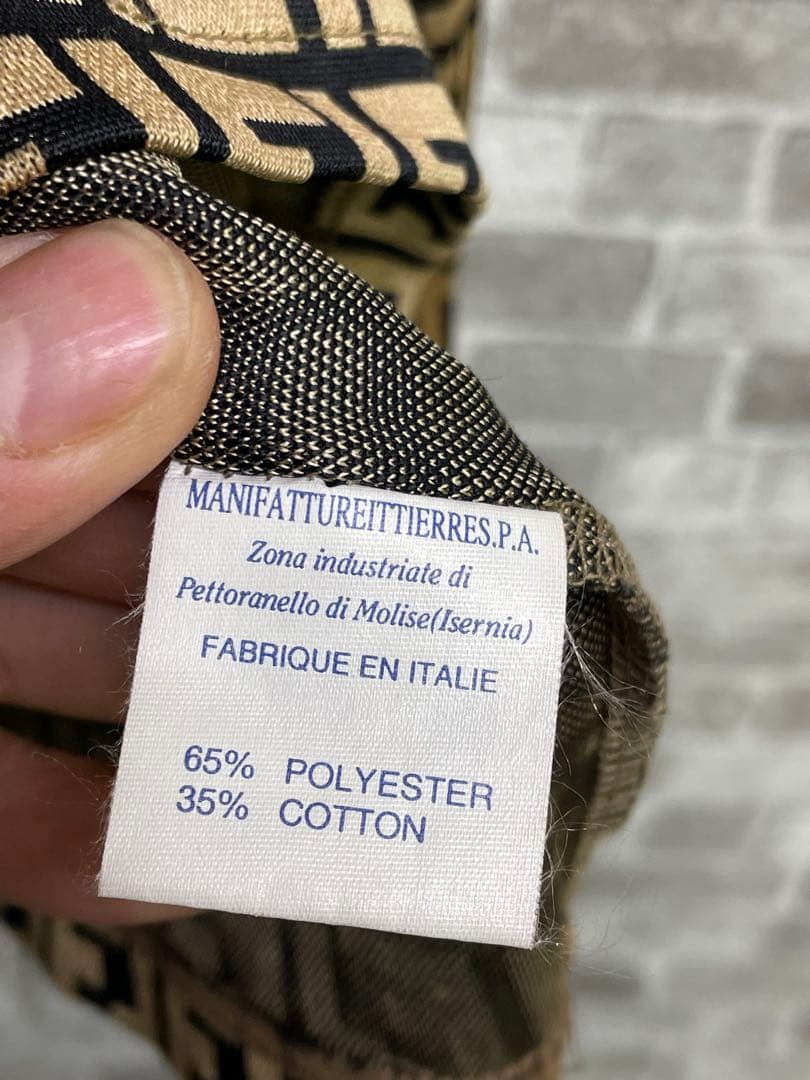 MANIFATTUREITTIERRES.P.A.
Zona industriate di
Pettoranello di Molise(Isernia)
FABRIQUE EN ITALIE
65% POLYESTER
35% COTTON